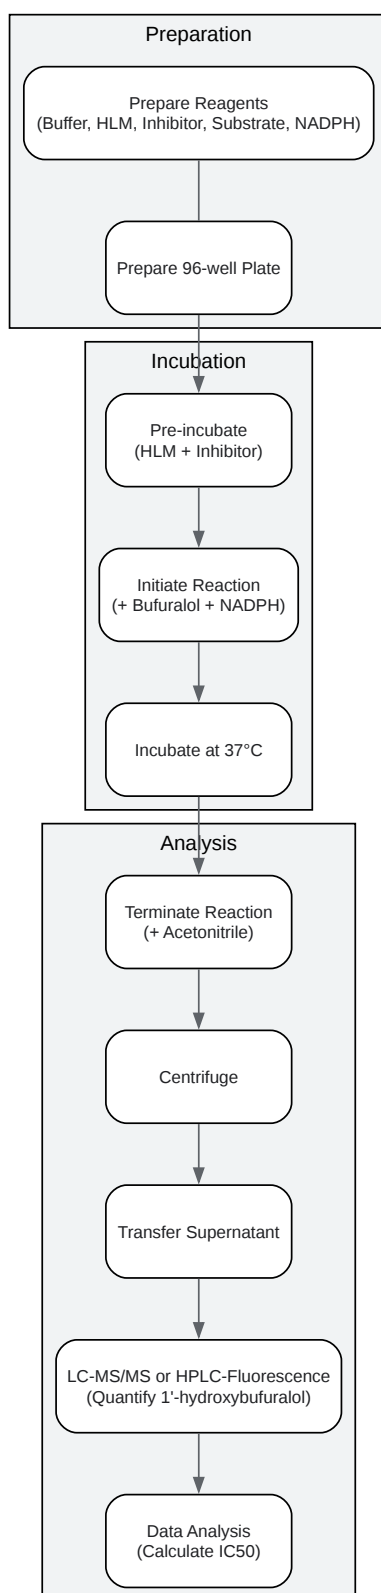 Preparation
Prepare Reagents
(Buffer, HLM, Inhibitor, Substrate, NADPH)
Prepare 96-well Plate
Incubation
Pre-incubate
(HLM + Inhibitor)
Initiate Reaction
(+ Bufuralol + NADPH)
Incubate at 37°C
Analysis
Terminate Reaction
(+ Acetonitrile)
Centrifuge
Transfer Supernatant
LC-MS/MS or HPLC-Fluorescence
(Quantify 1'-hydroxybufuralol)
Data Analysis
(Calculate IC50)